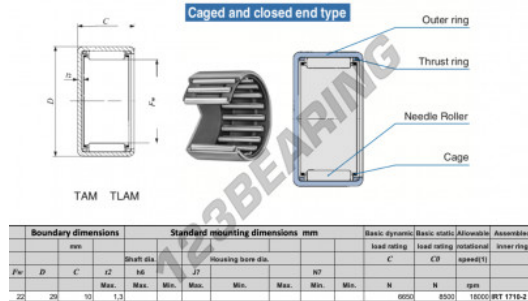 Caged and closed end type
C
t2
D
Fw
TAM TLAM
Outer ring
Thrust ring
Needle Roller
Cage
123BEARING
Boundary dimensions Standard mounting dimensions mm Basic dynamic Basic static Allowable Assembled
mm load rating load rating rotational inner ring
Shaft dia. Housing bore dia. C C0 speed(1)
Fw D C t2 h6 J7 N7
Max. Max. Min. Max. Min. Max. Min. N N rpm
22 29 10 1,3 6650 8500 18000 IRT 1710-2